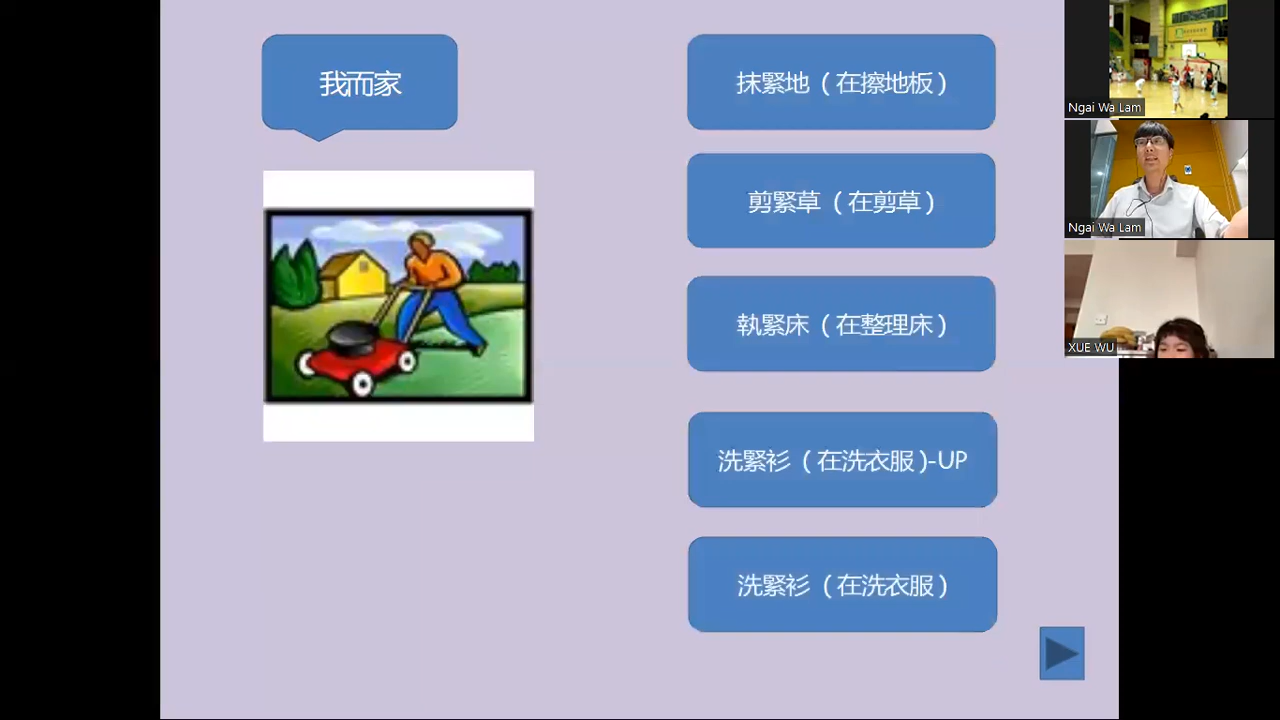 我而家
抹緊地（在擦地板）
剪緊草（在剪草）
執緊床（在整理床）
洗緊衫（在洗衣服)-UP
洗緊衫（在洗衣服）
Ngai Wa Lam
Ngai Wa Lam
XUE WU